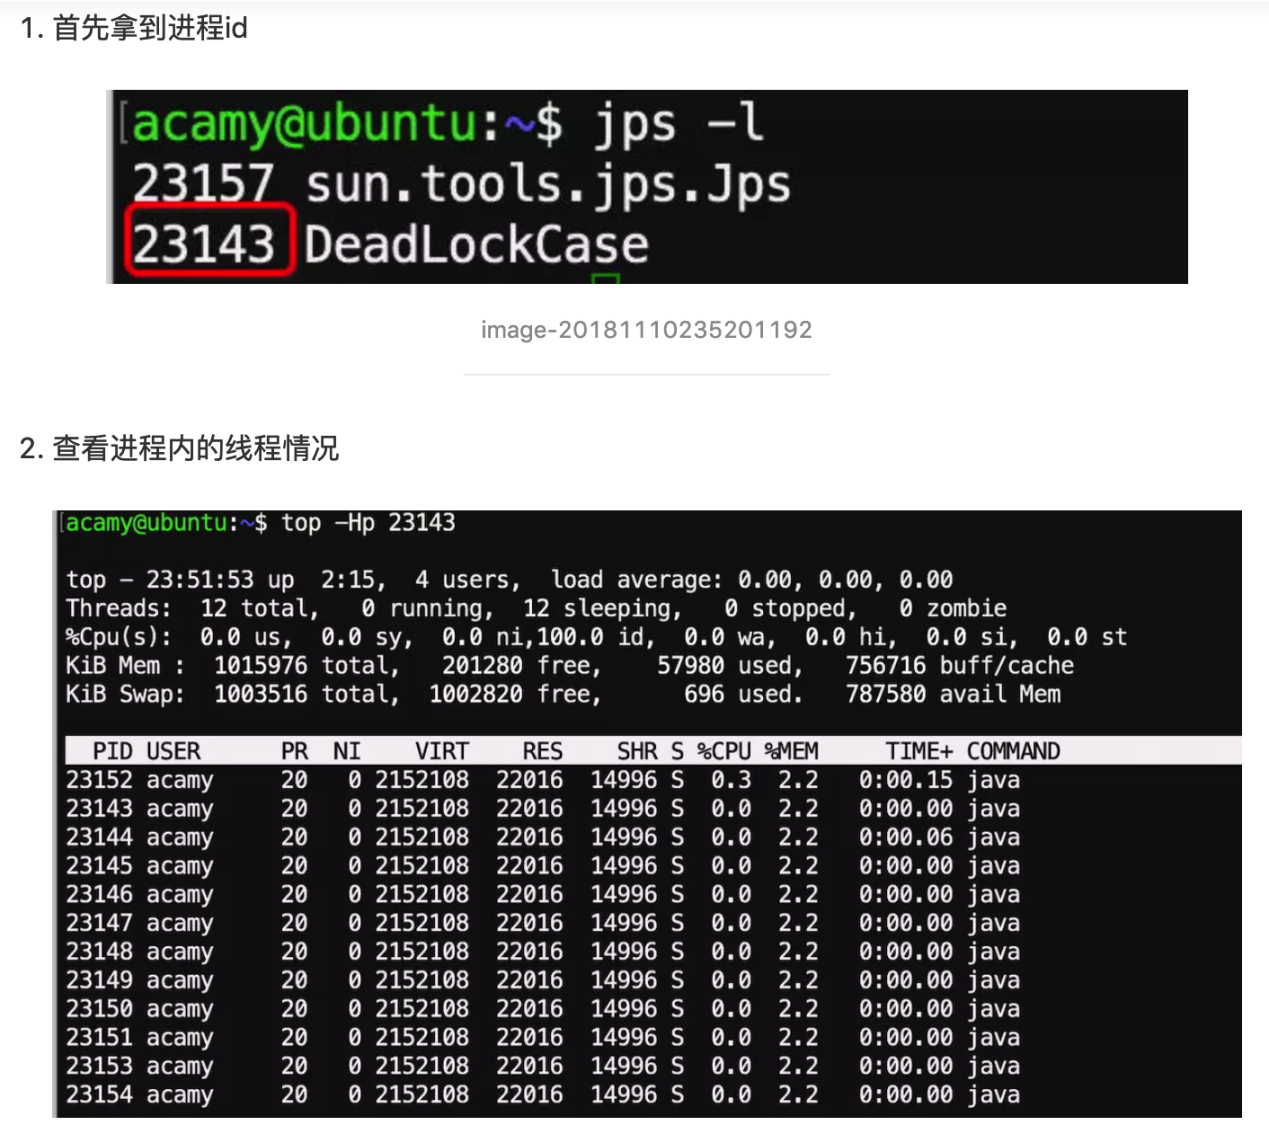 1. 首先拿到进程id
[acamy@ubuntu:~$ jps -l
23157 sun.tools.jps.Jps
23143 DeadLockCase
image-20181110235201192
2. 查看进程内的线程情况
[acamy@ubuntu:~$ top -Hp 23143
top - 23:51:53 up  2:15,  4 users,  load average: 0.00, 0.00, 0.00
Threads:  12 total,   0 running,  12 sleeping,   0 stopped,   0 zombie
%Cpu(s):  0.0 us,  0.0 sy,  0.0 ni,100.0 id,  0.0 wa,  0.0 hi,  0.0 si,  0.0 st
KiB Mem :  1015976 total,   201280 free,    57980 used,   756716 buff/cache
KiB Swap:  1003516 total,  1002820 free,      696 used.   787580 avail Mem
PID USER      PR  NI    VIRT    RES    SHR S %CPU %MEM     TIME+ COMMAND
23152 acamy     20   0 2152108  22016  14996 S  0.3  2.2   0:00.15 java
23143 acamy     20   0 2152108  22016  14996 S  0.0  2.2   0:00.00 java
23144 acamy     20   0 2152108  22016  14996 S  0.0  2.2   0:00.06 java
23145 acamy     20   0 2152108  22016  14996 S  0.0  2.2   0:00.00 java
23146 acamy     20   0 2152108  22016  14996 S  0.0  2.2   0:00.00 java
23147 acamy     20   0 2152108  22016  14996 S  0.0  2.2   0:00.00 java
23148 acamy     20   0 2152108  22016  14996 S  0.0  2.2   0:00.00 java
23149 acamy     20   0 2152108  22016  14996 S  0.0  2.2   0:00.00 java
23150 acamy     20   0 2152108  22016  14996 S  0.0  2.2   0:00.00 java
23151 acamy     20   0 2152108  22016  14996 S  0.0  2.2   0:00.00 java
23153 acamy     20   0 2152108  22016  14996 S  0.0  2.2   0:00.00 java
23154 acamy     20   0 2152108  22016  14996 S  0.0  2.2   0:00.00 java